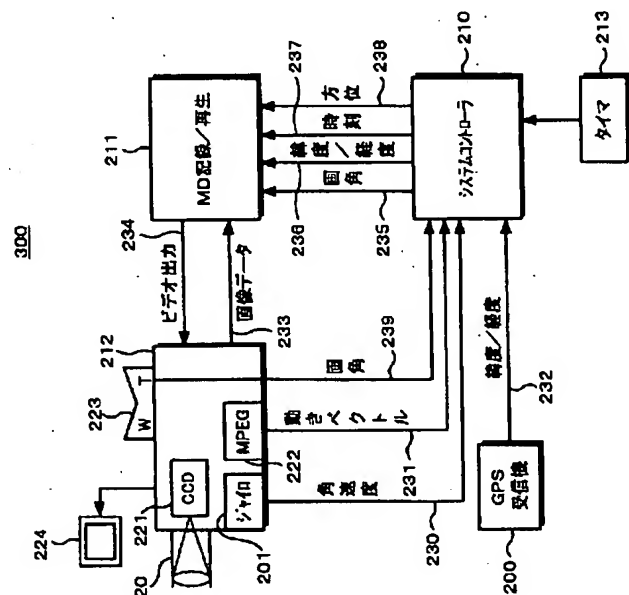 300
211
MD記録/再生
234
ビデオ出力
画像データ
233
237
238
方位
時刻
緯度/経度
画角
236
235
210
システムコントローラ
213
タイマ
212
223
W T
224
CCD
221
MPEG
222
ジャイロ
201
20
画角
239
動きベクトル
231
角速度
230
緯度/経度
232
GPS
受信機
200